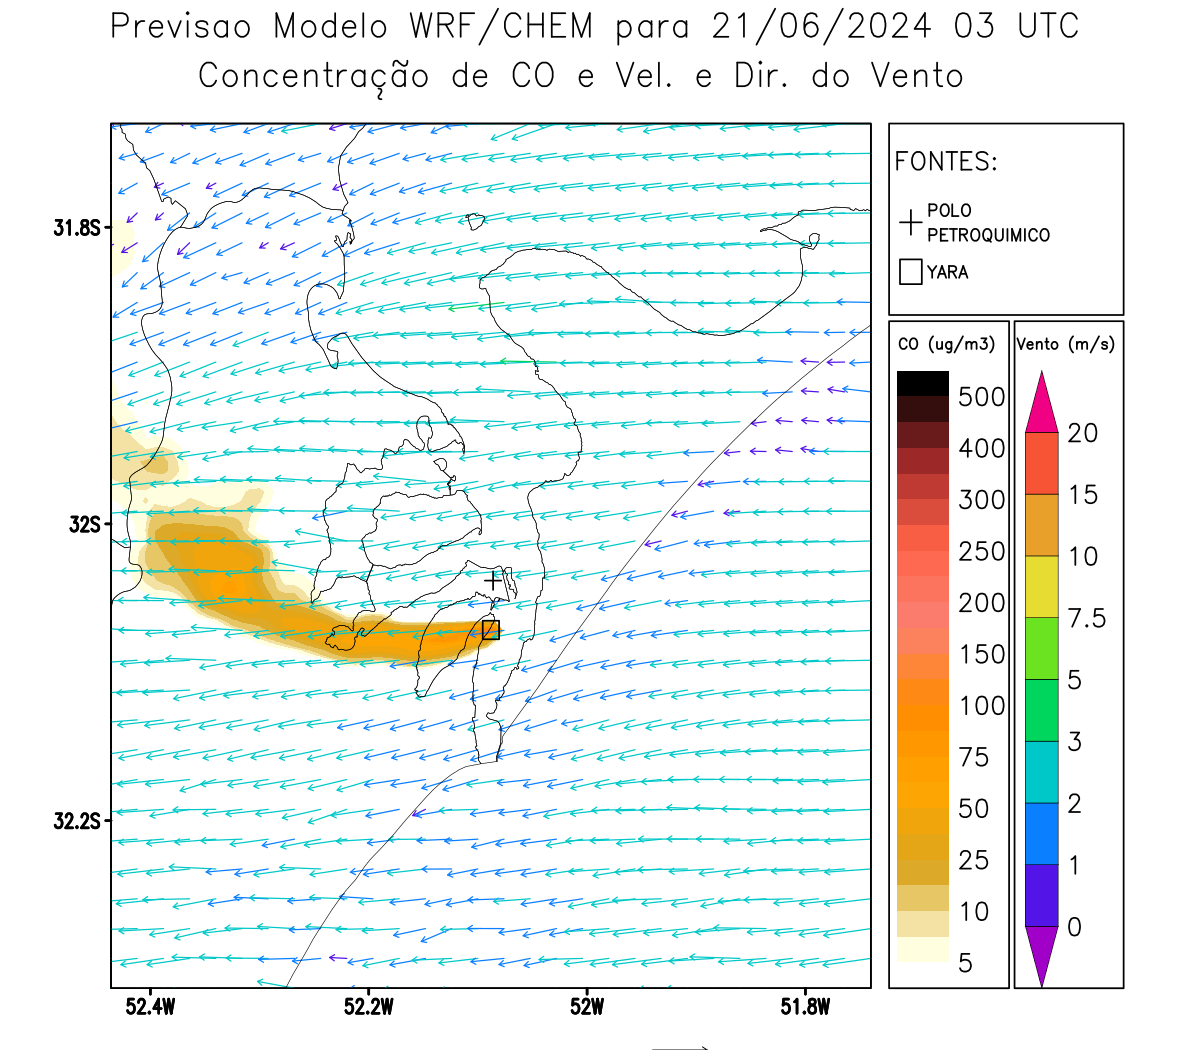 Previsao Modelo WRF/CHEM para 21/06/2024 03 UTC
Concentração de CO e Vel. e Dir. do Vento
FONTES:
POLO
PETROQUIMICO
YARA
CO (ug/m3)
500
400
300
250
200
150
100
75
50
25
10
5
Vento (m/s)
20
15
10
7.5
5
3
2
1
0
31.8S
32S
32.2S
52.4W
52.2W
52W
51.8W